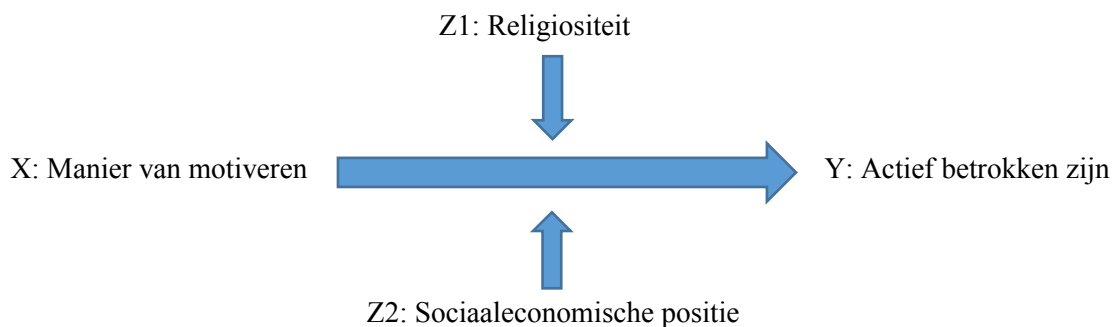 Z1: Religiositeit
X: Manier van motiveren
Y: Actief betrokken zijn
Z2: Sociaaleconomische positie